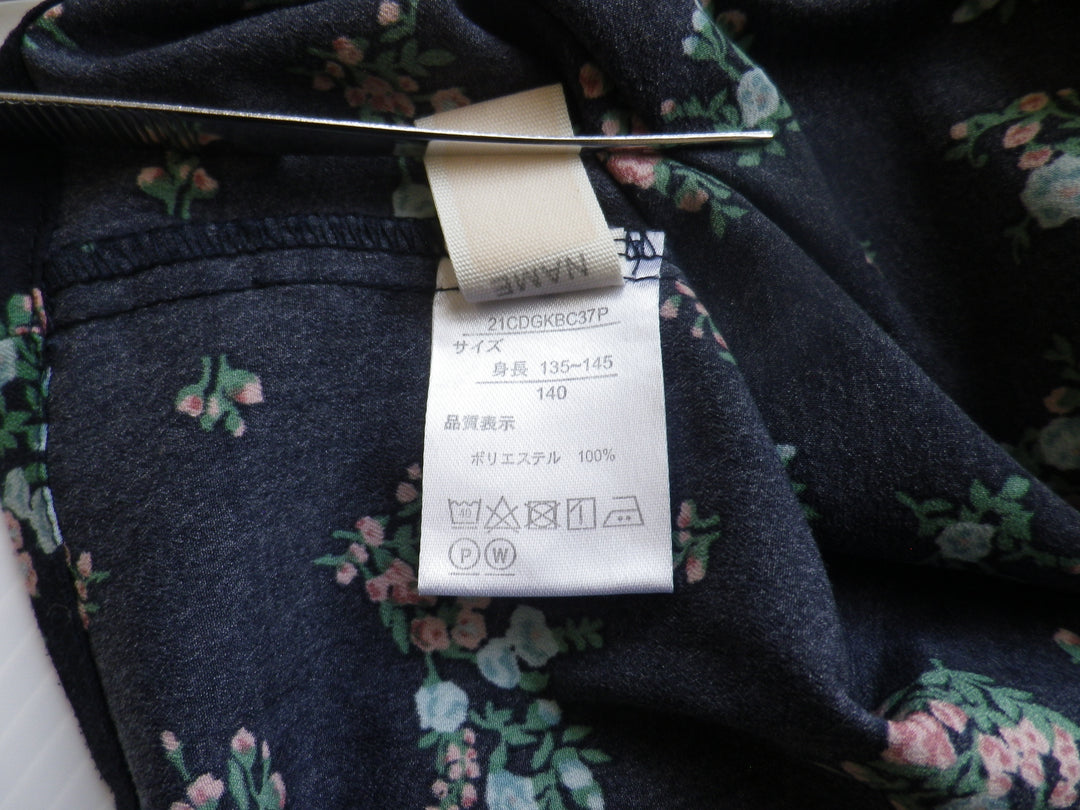 NAME
21CDGKBC37P
サイズ
身長 135~145
140
品質表示
ポリエステル 100%
40
P W